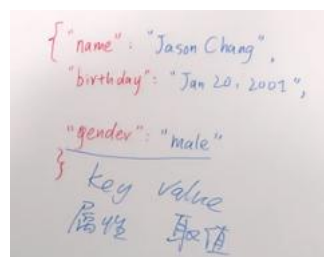 {"name": "Jason Chang",
"birthday": "Jan 20, 2001",
"gender": "male"
}
key value
属性 取值